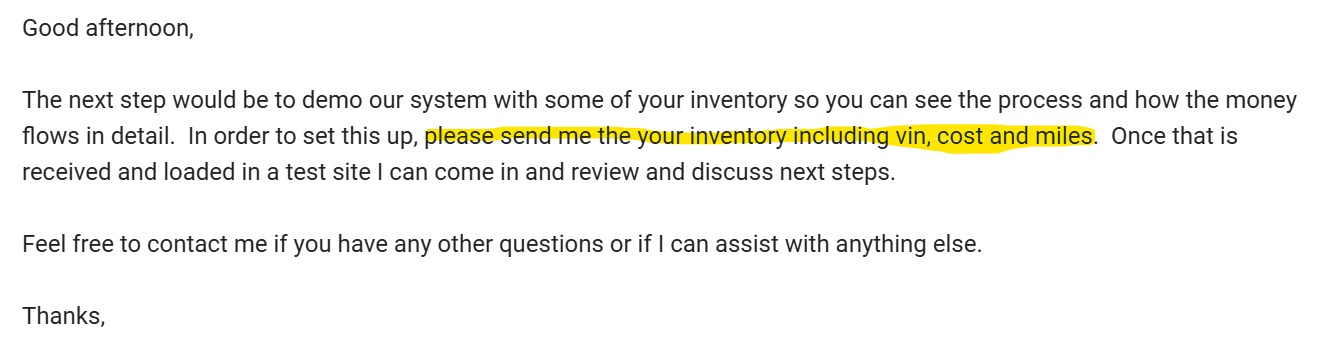 Good afternoon,
The next step would be to demo our system with some of your inventory so you can see the process and how the money
flows in detail.  In order to set this up, please send me the your inventory including vin, cost and miles.  Once that is
received and loaded in a test site I can come in and review and discuss next steps.
Feel free to contact me if you have any other questions or if I can assist with anything else.
Thanks,